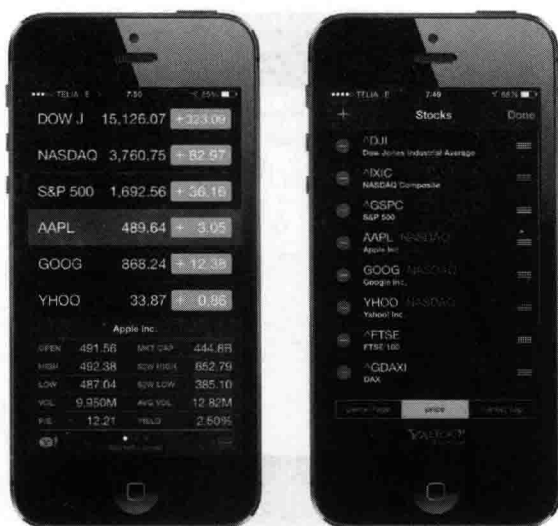 TELIA E 7:50 65%
DOW J 15,126.07 + 323.09
NASDAQ 3,760.75 + 82.97
S&P 500 1,692.56 + 36.16
AAPL 489.64 + 3.05
GOOG 868.24 + 12.38
YHOO 33.87 + 0.86
Apple Inc.
OPEN 491.56 MKT CAP 444.8B
HIGH 492.38 52W HIGH 652.79
LOW 487.04 52W LOW 385.10
VOL 9.950M AVG VOL 12.82M
P/E 12.21 YIELD 2.50%
TELIA E 7:49 66%
+ Stocks Done
^DJI
Dow Jones Industrial Average
^IXIC
NASDAQ Composite
^GSPC
S&P 500
AAPL NASDAQ
Apple Inc.
GOOG NASDAQ
Google Inc.
YHOO NASDAQ
Yahoo! Inc.
^FTSE
FTSE 100
^GDAXI
DAX
YAHOO!